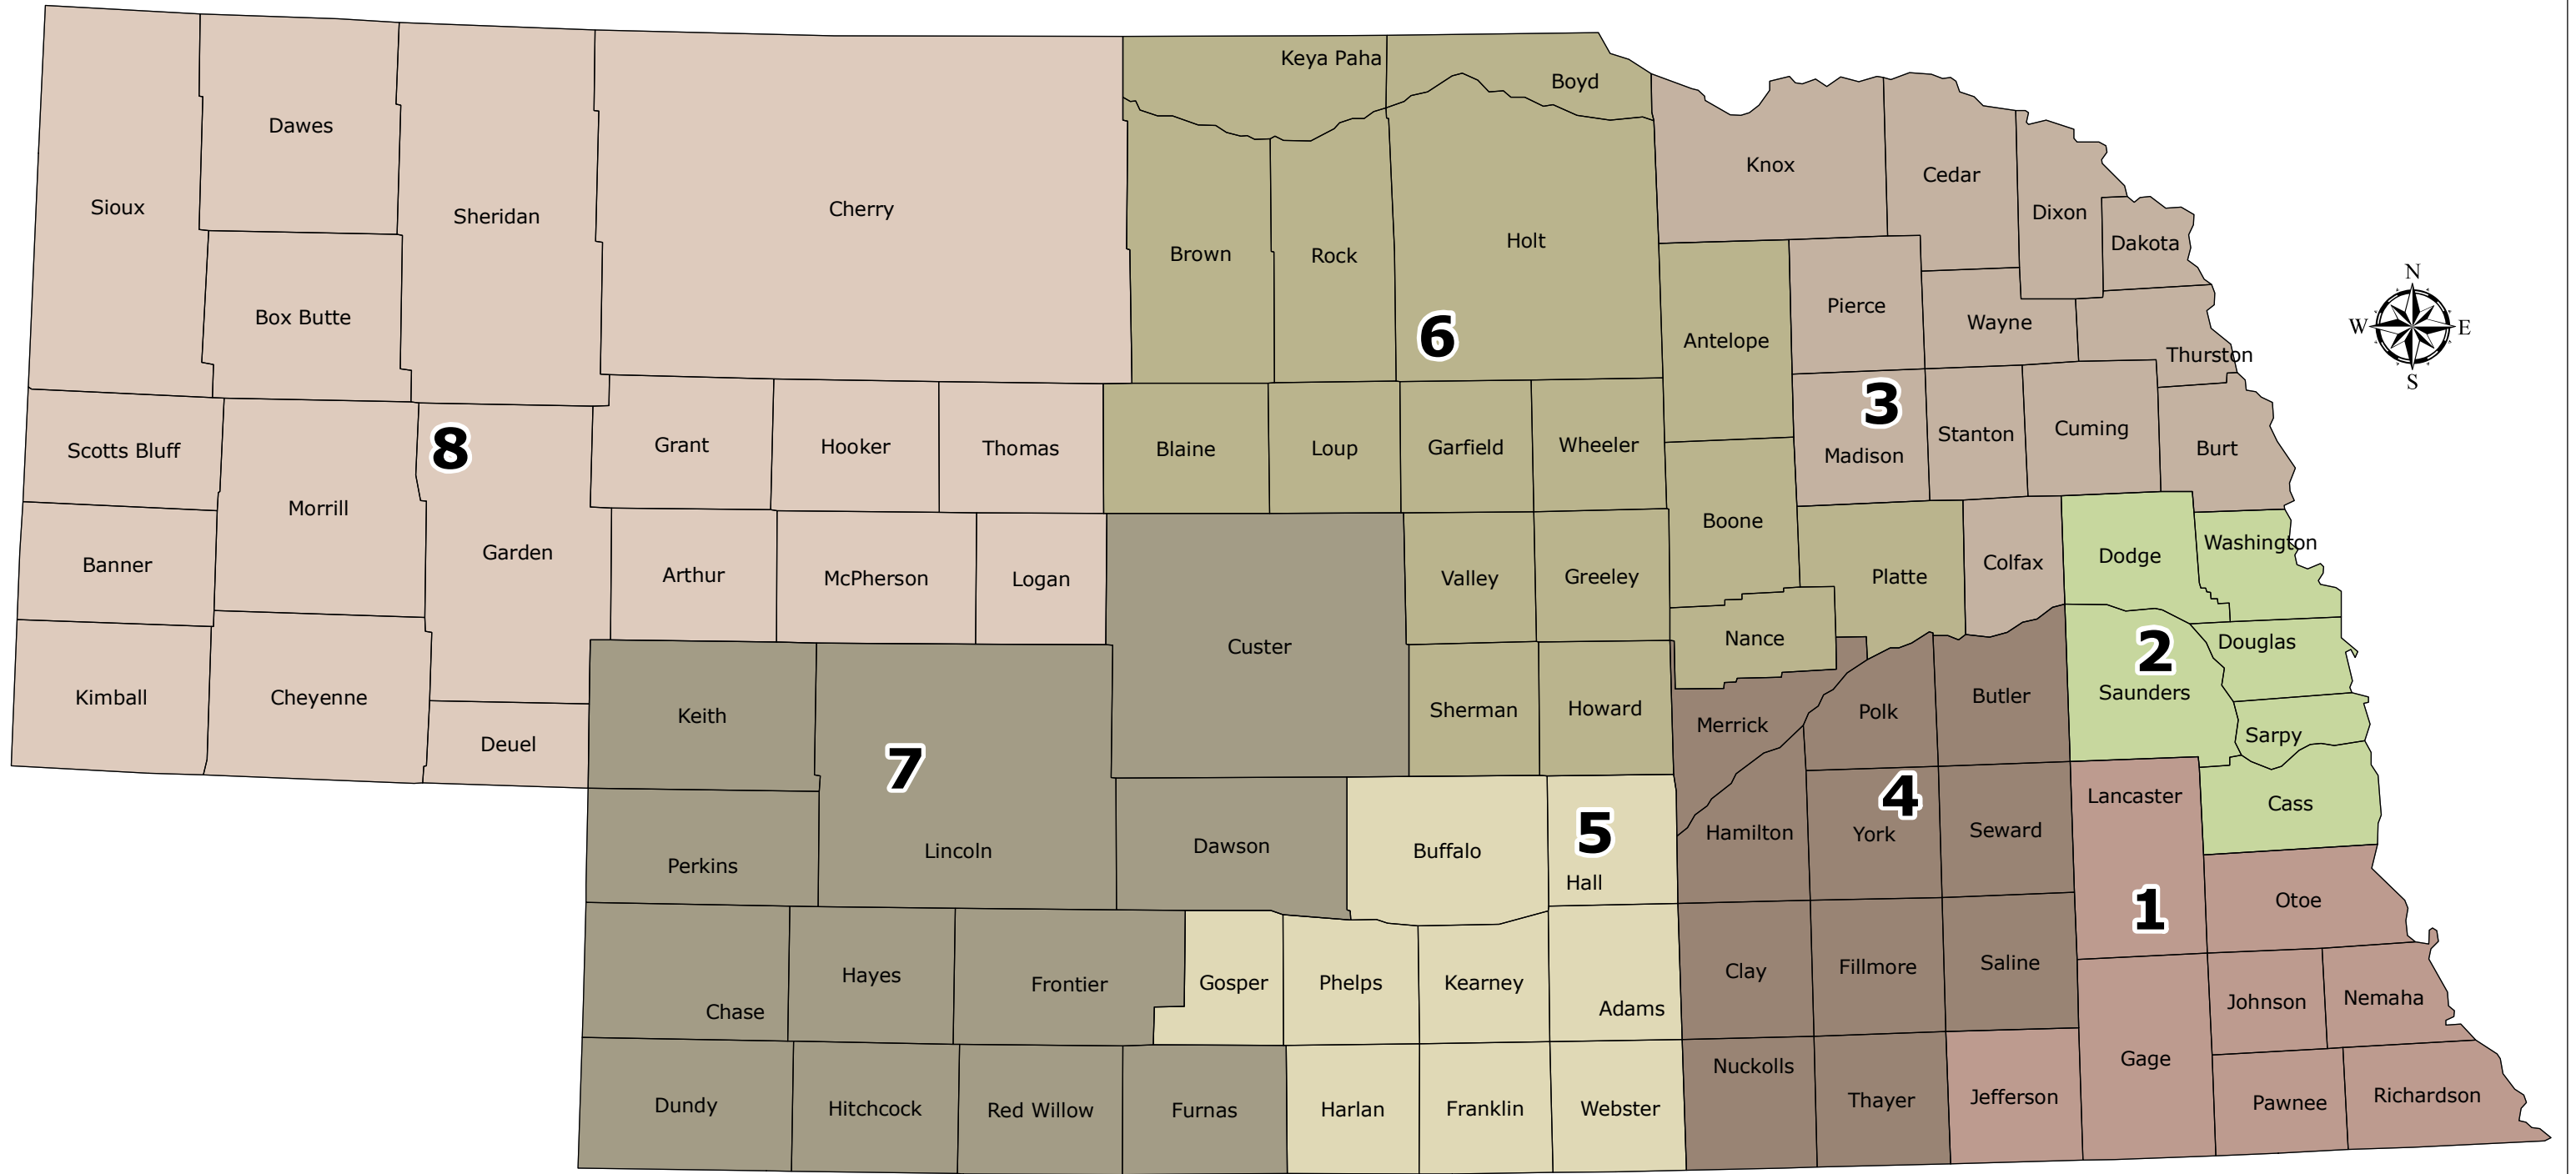 Keya Paha
Boyd
Dawes
Knox
Cedar
Sioux
Sheridan
Cherry
Dixon
Dakota
Brown
Rock
Holt
N
W
E
S
Box Butte
6
Pierce
Wayne
Antelope
Thurston
3
Scotts Bluff
8
Grant
Hooker
Thomas
Blaine
Loup
Garfield
Wheeler
Madison
Stanton
Cuming
Burt
Morrill
Boone
Garden
Banner
Arthur
McPherson
Logan
Valley
Greeley
Platte
Colfax
Dodge
Washington
Custer
Nance
2
Douglas
Kimball
Cheyenne
Keith
Sherman
Howard
Merrick
Polk
Butler
Saunders
Deuel
7
Sarpy
5
4
Lancaster
Cass
Perkins
Lincoln
Dawson
Buffalo
Hall
Hamilton
York
Seward
1
Otoe
Chase
Hayes
Frontier
Gosper
Phelps
Kearney
Adams
Clay
Fillmore
Saline
Johnson
Nemaha
Dundy
Hitchcock
Red Willow
Furnas
Harlan
Franklin
Webster
Nuckolls
Thayer
Jefferson
Gage
Pawnee
Richardson